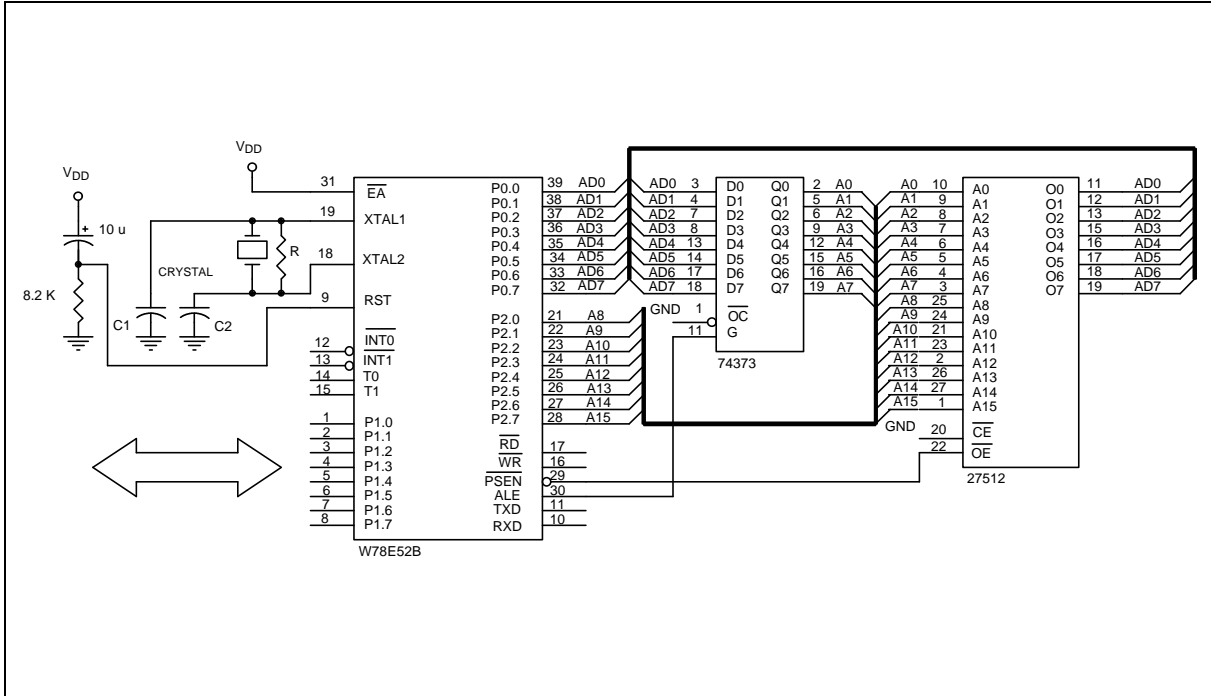 VDD
10 u
8.2 K
VDD
CRYSTAL
R
C1
C2
31 EA
19 XTAL1
18 XTAL2
9 RST
12 INT0
13 INT1
14 T0
15 T1
1 P1.0
2 P1.1
3 P1.2
4 P1.3
5 P1.4
6 P1.5
7 P1.6
8 P1.7
P0.0 39 AD0
P0.1 38 AD1
P0.2 37 AD2
P0.3 36 AD3
P0.4 35 AD4
P0.5 34 AD5
P0.6 33 AD6
P0.7 32 AD7
P2.0 21 A8
P2.1 22 A9
P2.2 23 A10
P2.3 24 A11
P2.4 25 A12
P2.5 26 A13
P2.6 27 A14
P2.7 28 A15
RD 17
WR 16
PSEN 29
ALE 30
TXD 11
RXD 10
W78E52B
AD0 3 D0 Q0 2 A0
AD1 4 D1 Q1 5 A1
AD2 7 D2 Q2 6 A2
AD3 8 D3 Q3 9 A3
AD4 13 D4 Q4 12 A4
AD5 14 D5 Q5 15 A5
AD6 17 D6 Q6 16 A6
AD7 18 D7 Q7 19 A7
GND 1 OC
11 G
74373
A0 10 A0 O0 11 AD0
A1 9 A1 O1 12 AD1
A2 8 A2 O2 13 AD2
A3 7 A3 O3 15 AD3
A4 6 A4 O4 16 AD4
A5 5 A5 O5 17 AD5
A6 4 A6 O6 18 AD6
A7 3 A7 O7 19 AD7
A8 25 A8
A9 24 A9
A10 21 A10
A11 23 A11
A12 2 A12
A13 26 A13
A14 27 A14
A15 1 A15
GND 20 CE
22 OE
27512